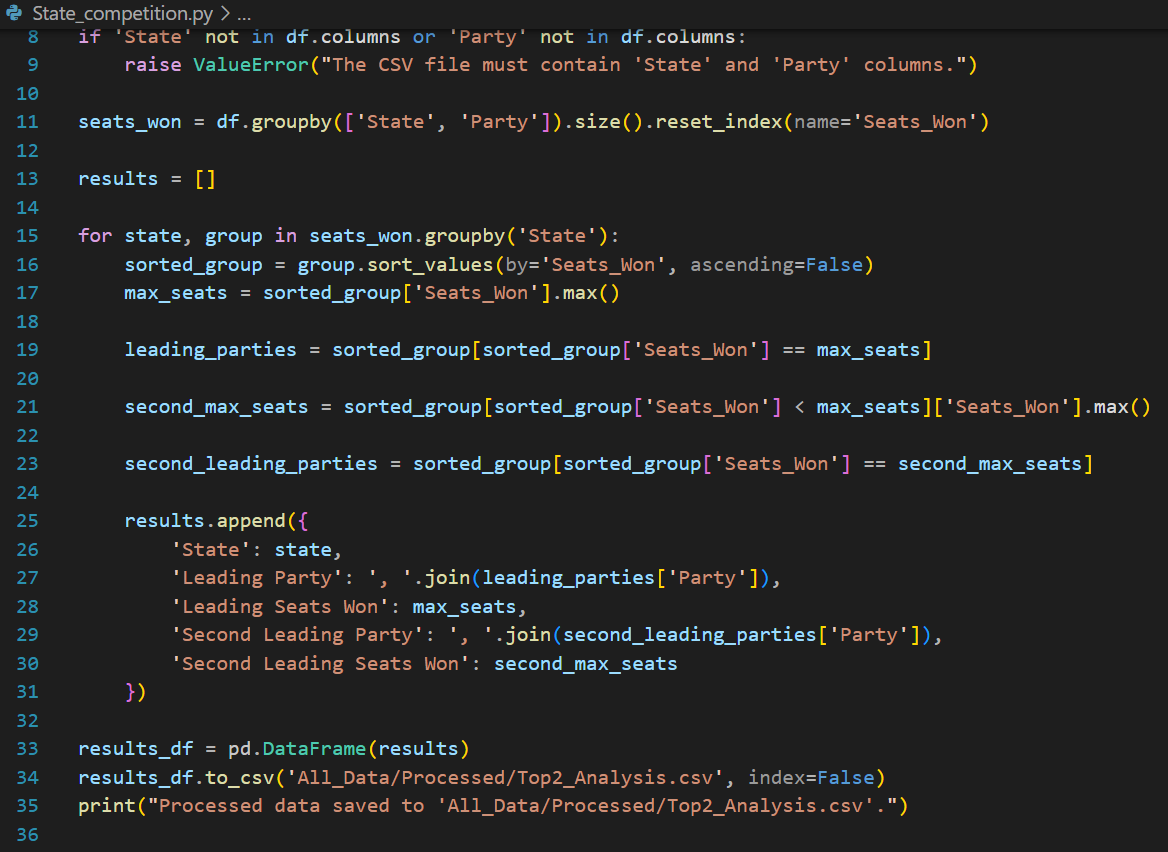 State_competition.py > ...
8 if 'State' not in df.columns or 'Party' not in df.columns:
9     raise ValueError("The CSV file must contain 'State' and 'Party' columns.")
10
11 seats_won = df.groupby(['State', 'Party']).size().reset_index(name='Seats_Won')
12
13 results = []
14
15 for state, group in seats_won.groupby('State'):
16     sorted_group = group.sort_values(by='Seats_Won', ascending=False)
17     max_seats = sorted_group['Seats_Won'].max()
18
19     leading_parties = sorted_group[sorted_group['Seats_Won'] == max_seats]
20
21     second_max_seats = sorted_group[sorted_group['Seats_Won'] < max_seats]['Seats_Won'].max()
22
23     second_leading_parties = sorted_group[sorted_group['Seats_Won'] == second_max_seats]
24
25     results.append({
26         'State': state,
27         'Leading Party': ', '.join(leading_parties['Party']),
28         'Leading Seats Won': max_seats,
29         'Second Leading Party': ', '.join(second_leading_parties['Party']),
30         'Second Leading Seats Won': second_max_seats
31     })
32
33 results_df = pd.DataFrame(results)
34 results_df.to_csv('All_Data/Processed/Top2_Analysis.csv', index=False)
35 print("Processed data saved to 'All_Data/Processed/Top2_Analysis.csv'.")
36